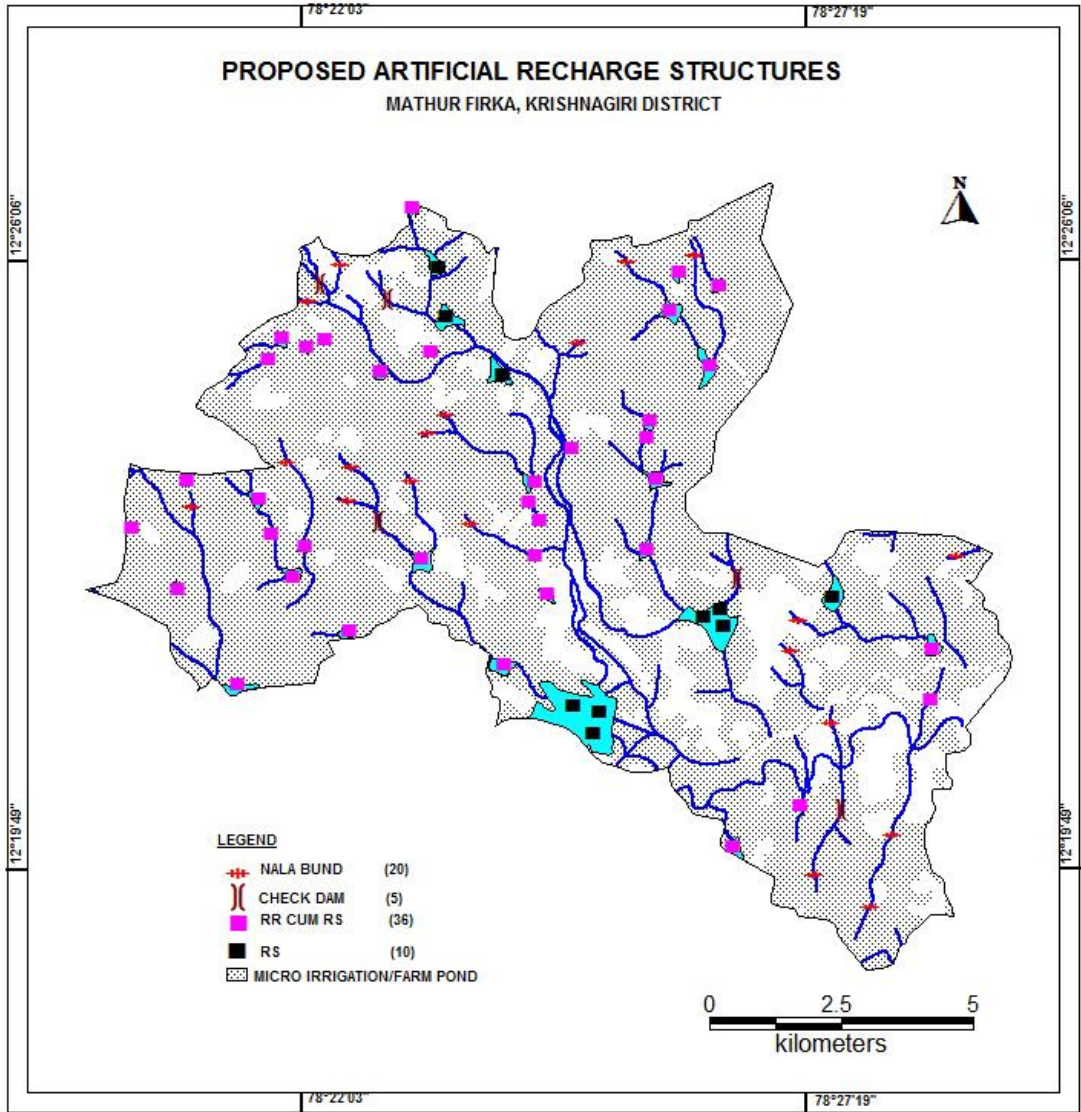 78°22'03" 78°27'19"
PROPOSED ARTIFICIAL RECHARGE STRUCTURES
MATHUR FIRKA, KRISHNAGIRI DISTRICT
N
12°26'06" 12°26'06"
12°19'49" 12°19'49"
LEGEND
NALA BUND (20)
CHECK DAM (5)
RR CUM RS (36)
RS (10)
MICRO IRRIGATION/FARM POND
0 2.5 5
kilometers
78°22'03" 78°27'19"